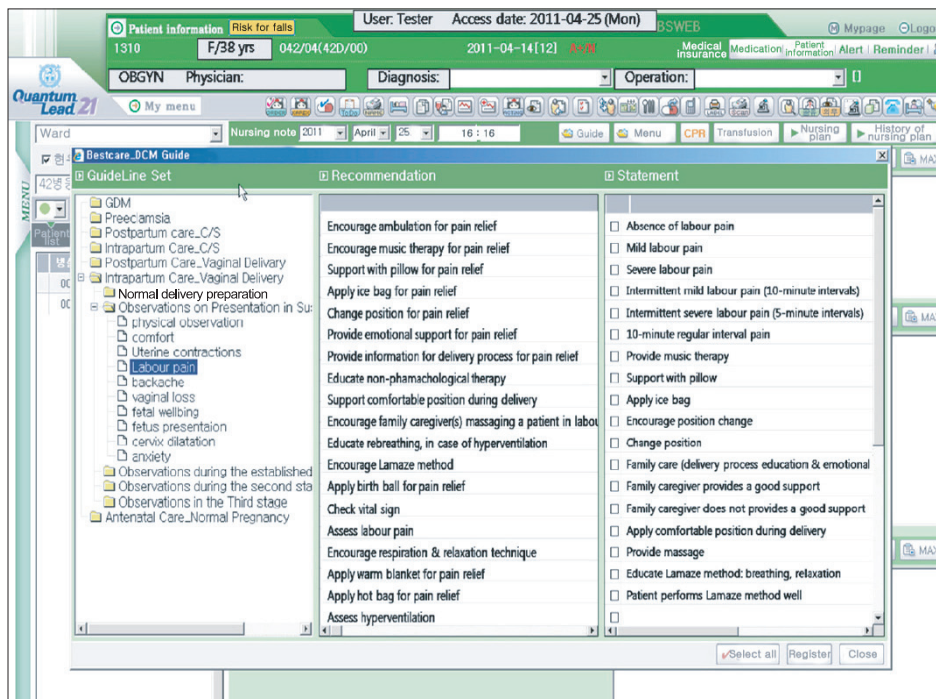 Patient information Risk for falls
User: Tester Access date: 2011-04-25 (Mon)
BSWEB
Mypage Logo
1310 F/38 yrs 042/04(42D/00) 2011-04-14[12]
Medical insurance Medication Patient information Alert Reminder
OBGYN Physician: Diagnosis: Operation:
Quantum Lead 21
My menu
Ward
Nursing note 2011 April 25 16 : 16
Guide Menu CPR Transfusion Nursing plan History of nursing plan
MENU
Patient list
Bestcare_DCM Guide
GuideLine Set
GDM
Preeclamsia
Postpartum care_C/S
Intrapartum Care_C/S
Postpartum Care_Vaginal Delivary
Intrapartum Care_Vaginal Delivery
Normal delivery preparation
Observations on Presentation in Su
physical observation
comfort
Uterine contractions
Labour pain
backache
vaginal loss
fetal wellbing
fetus presentaion
cervix dilatation
anxiety
Observations during the established
Observations during the second sta
Observations in the Third stage
Antenatal Care_Normal Pregnancy
Recommendation
Encourage ambulation for pain relief
Encourage music therapy for pain relief
Support with pillow for pain relief
Apply ice bag for pain relief
Change position for pain relief
Provide emotional support for pain relief
Provide information for delivery process for pain relief
Educate non-phamachological therapy
Support comfortable position during delivery
Encourage family caregiver(s) massaging a patient in labou
Educate rebreathing, in case of hyperventilation
Encourage Lamaze method
Apply birth ball for pain relief
Check vital sign
Assess labour pain
Encourage respiration & relaxation technique
Apply warm blanket for pain relief
Apply hot bag for pain relief
Assess hyperventilation
Statement
Absence of labour pain
Mild labour pain
Severe labour pain
Intermittent mild labour pain (10-minute intervals)
Intermittent severe labour pain (5-minute intervals)
10-minute regular interval pain
Provide music therapy
Support with pillow
Apply ice bag
Encourage position change
Change position
Family care (delivery process education & emotional
Family caregiver provides a good support
Family caregiver does not provides a good support
Apply comfortable position during delivery
Provide massage
Educate Lamaze method: breathing, relaxation
Patient performs Lamaze method well
Select all Register Close
MAX
MA
MA